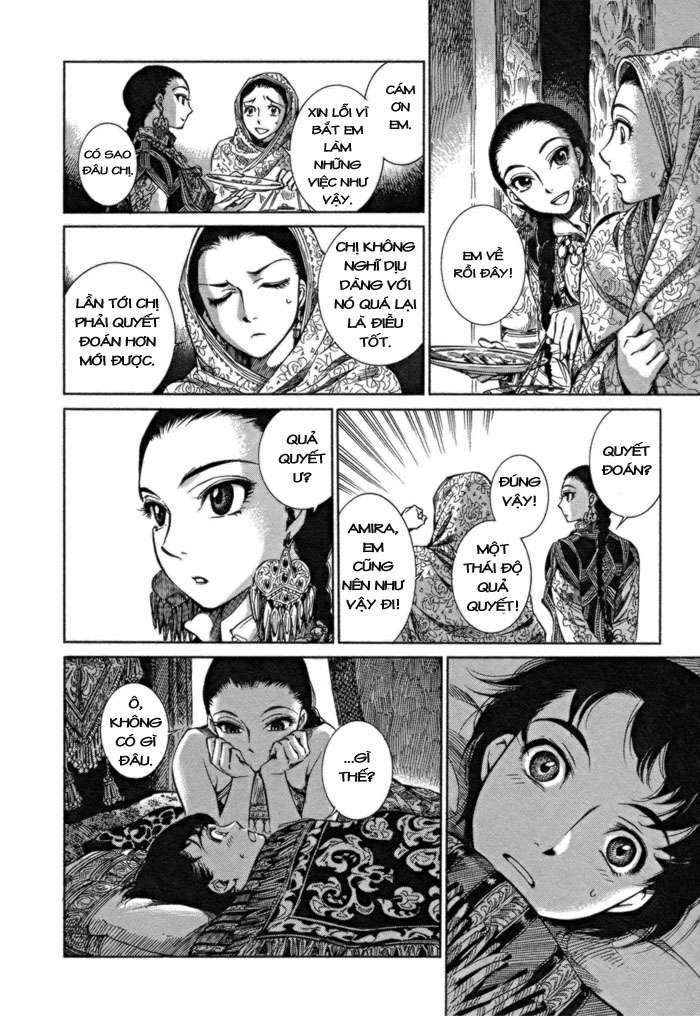 EM VỀ
RỒI ĐÂY!
CÁM
ƠN
EM.
XIN LỖI VÌ
BẮT EM
LÀM
NHỮNG
VIỆC NHƯ
VẬY.
CÓ SAO
ĐÂU CHỊ.
CHỊ KHÔNG
NGHĨ DỊU
DÀNG VỚI
NÓ QUÁ LẠI
LÀ ĐIỀU
TỐT.
LẦN TỚI CHỊ
PHẢI QUYẾT
ĐOÁN HƠN
MỚI ĐƯỢC.
QUYẾT
ĐOÁN?
ĐÚNG
VẬY!
MỘT
THÁI ĐỘ
QUẢ
QUYẾT!
AMIRA,
EM
CŨNG
NÊN NHƯ
VẬY ĐI!
QUẢ
QUYẾT
Ư?
...GÌ
THẾ?
Ô,
KHÔNG
CÓ GÌ
ĐÂU.